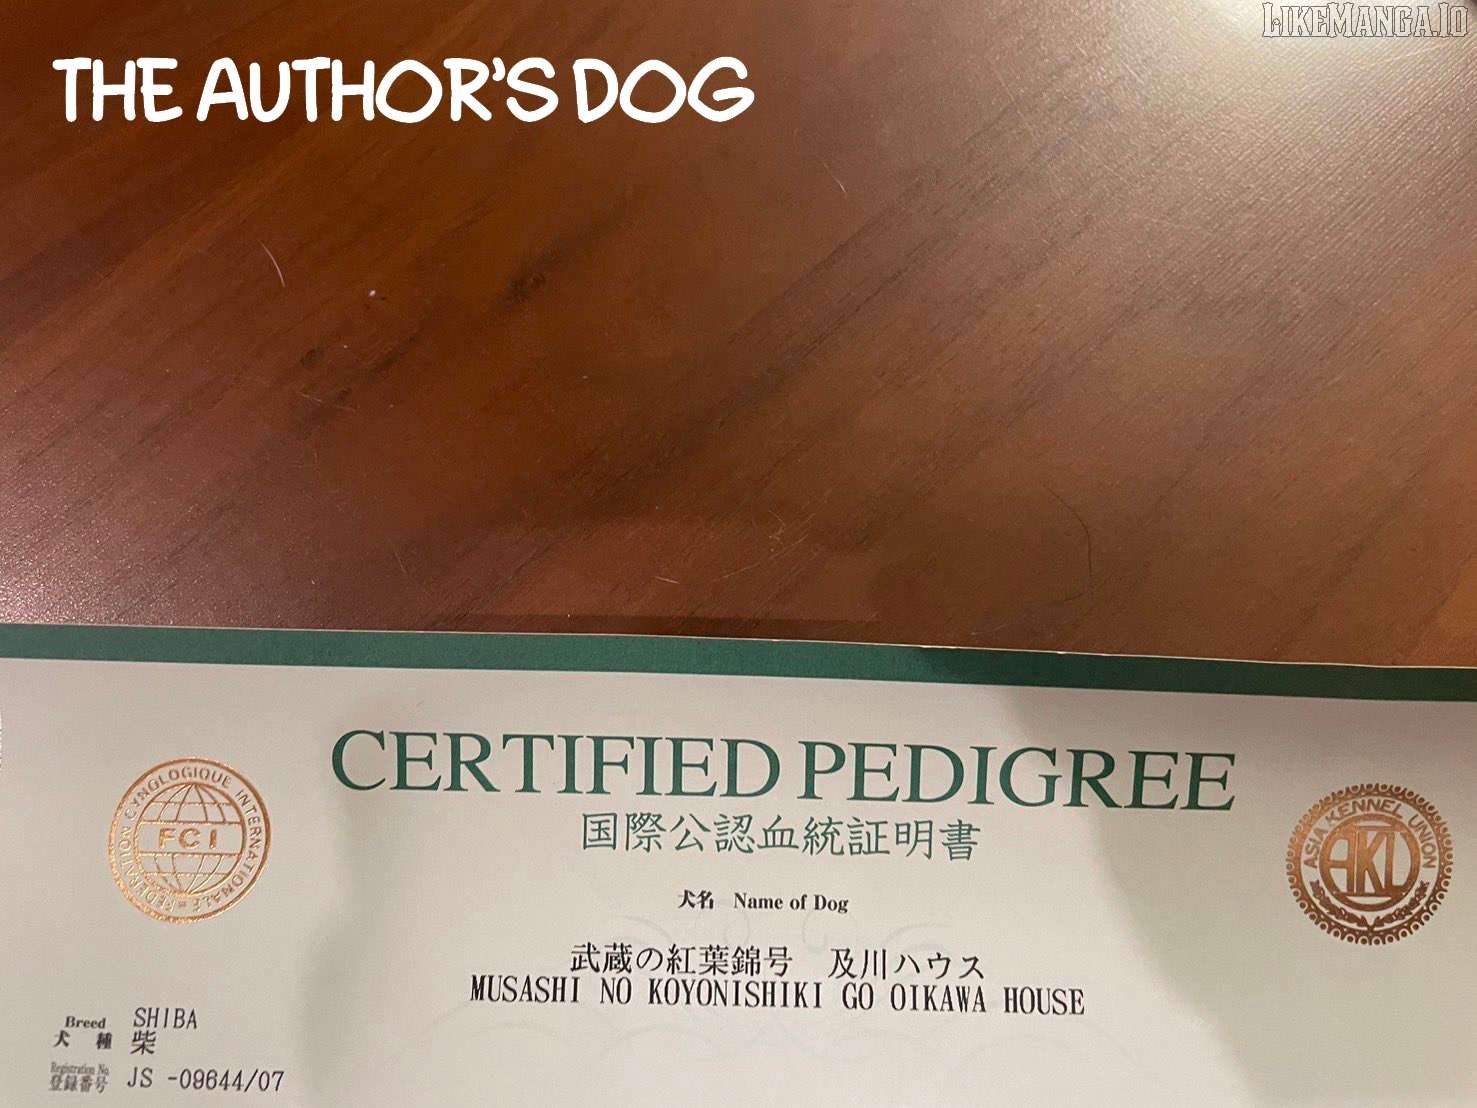 LIKEMANGA.IO
THE AUTHOR'S DOG
CERTIFIED PEDIGREE
国際公認血統証明書
FEDERATION CYNOLOGIQUE INTERNATIONALE
FCI
ASIA KENNEL UNION
AKU
犬名 Name of Dog
武蔵の紅葉錦号 及川ハウス
MUSASHI NO KOYONISHIKI GO OIKAWA HOUSE
Breed SHIBA
犬種 柴
Registration No.
登録番号 JS -09644/07